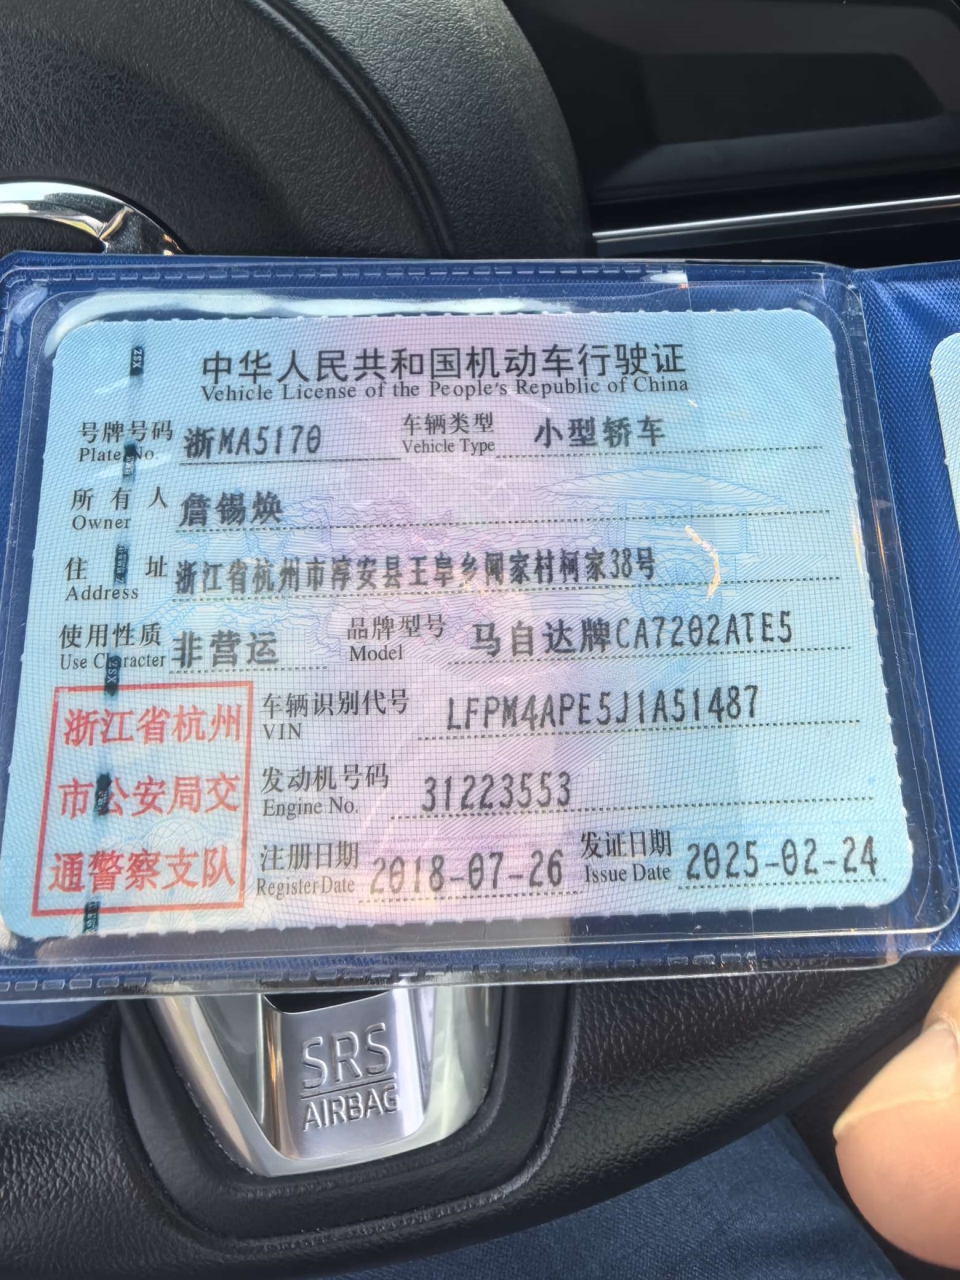 中华人民共和国机动车行驶证
Vehicle License of the People's Republic of China
号牌号码 浙MA5170 车辆类型 小型轿车
Plate No. Vehicle Type
所有人 詹锡焕
Owner
住址 浙江省杭州市淳安县王阜乡闻家村柯家38号
Address
使用性质 非营运 品牌型号 马自达牌CA7202ATE5
Use Character Model
浙江省杭州
市公安局交
通警察支队
车辆识别代号 LFPM4APE5J1A51487
VIN
发动机号码 31223553
Engine No.
注册日期 2018-07-26 发证日期 2025-02-24
Register Date Issue Date
SRS
AIRBAG